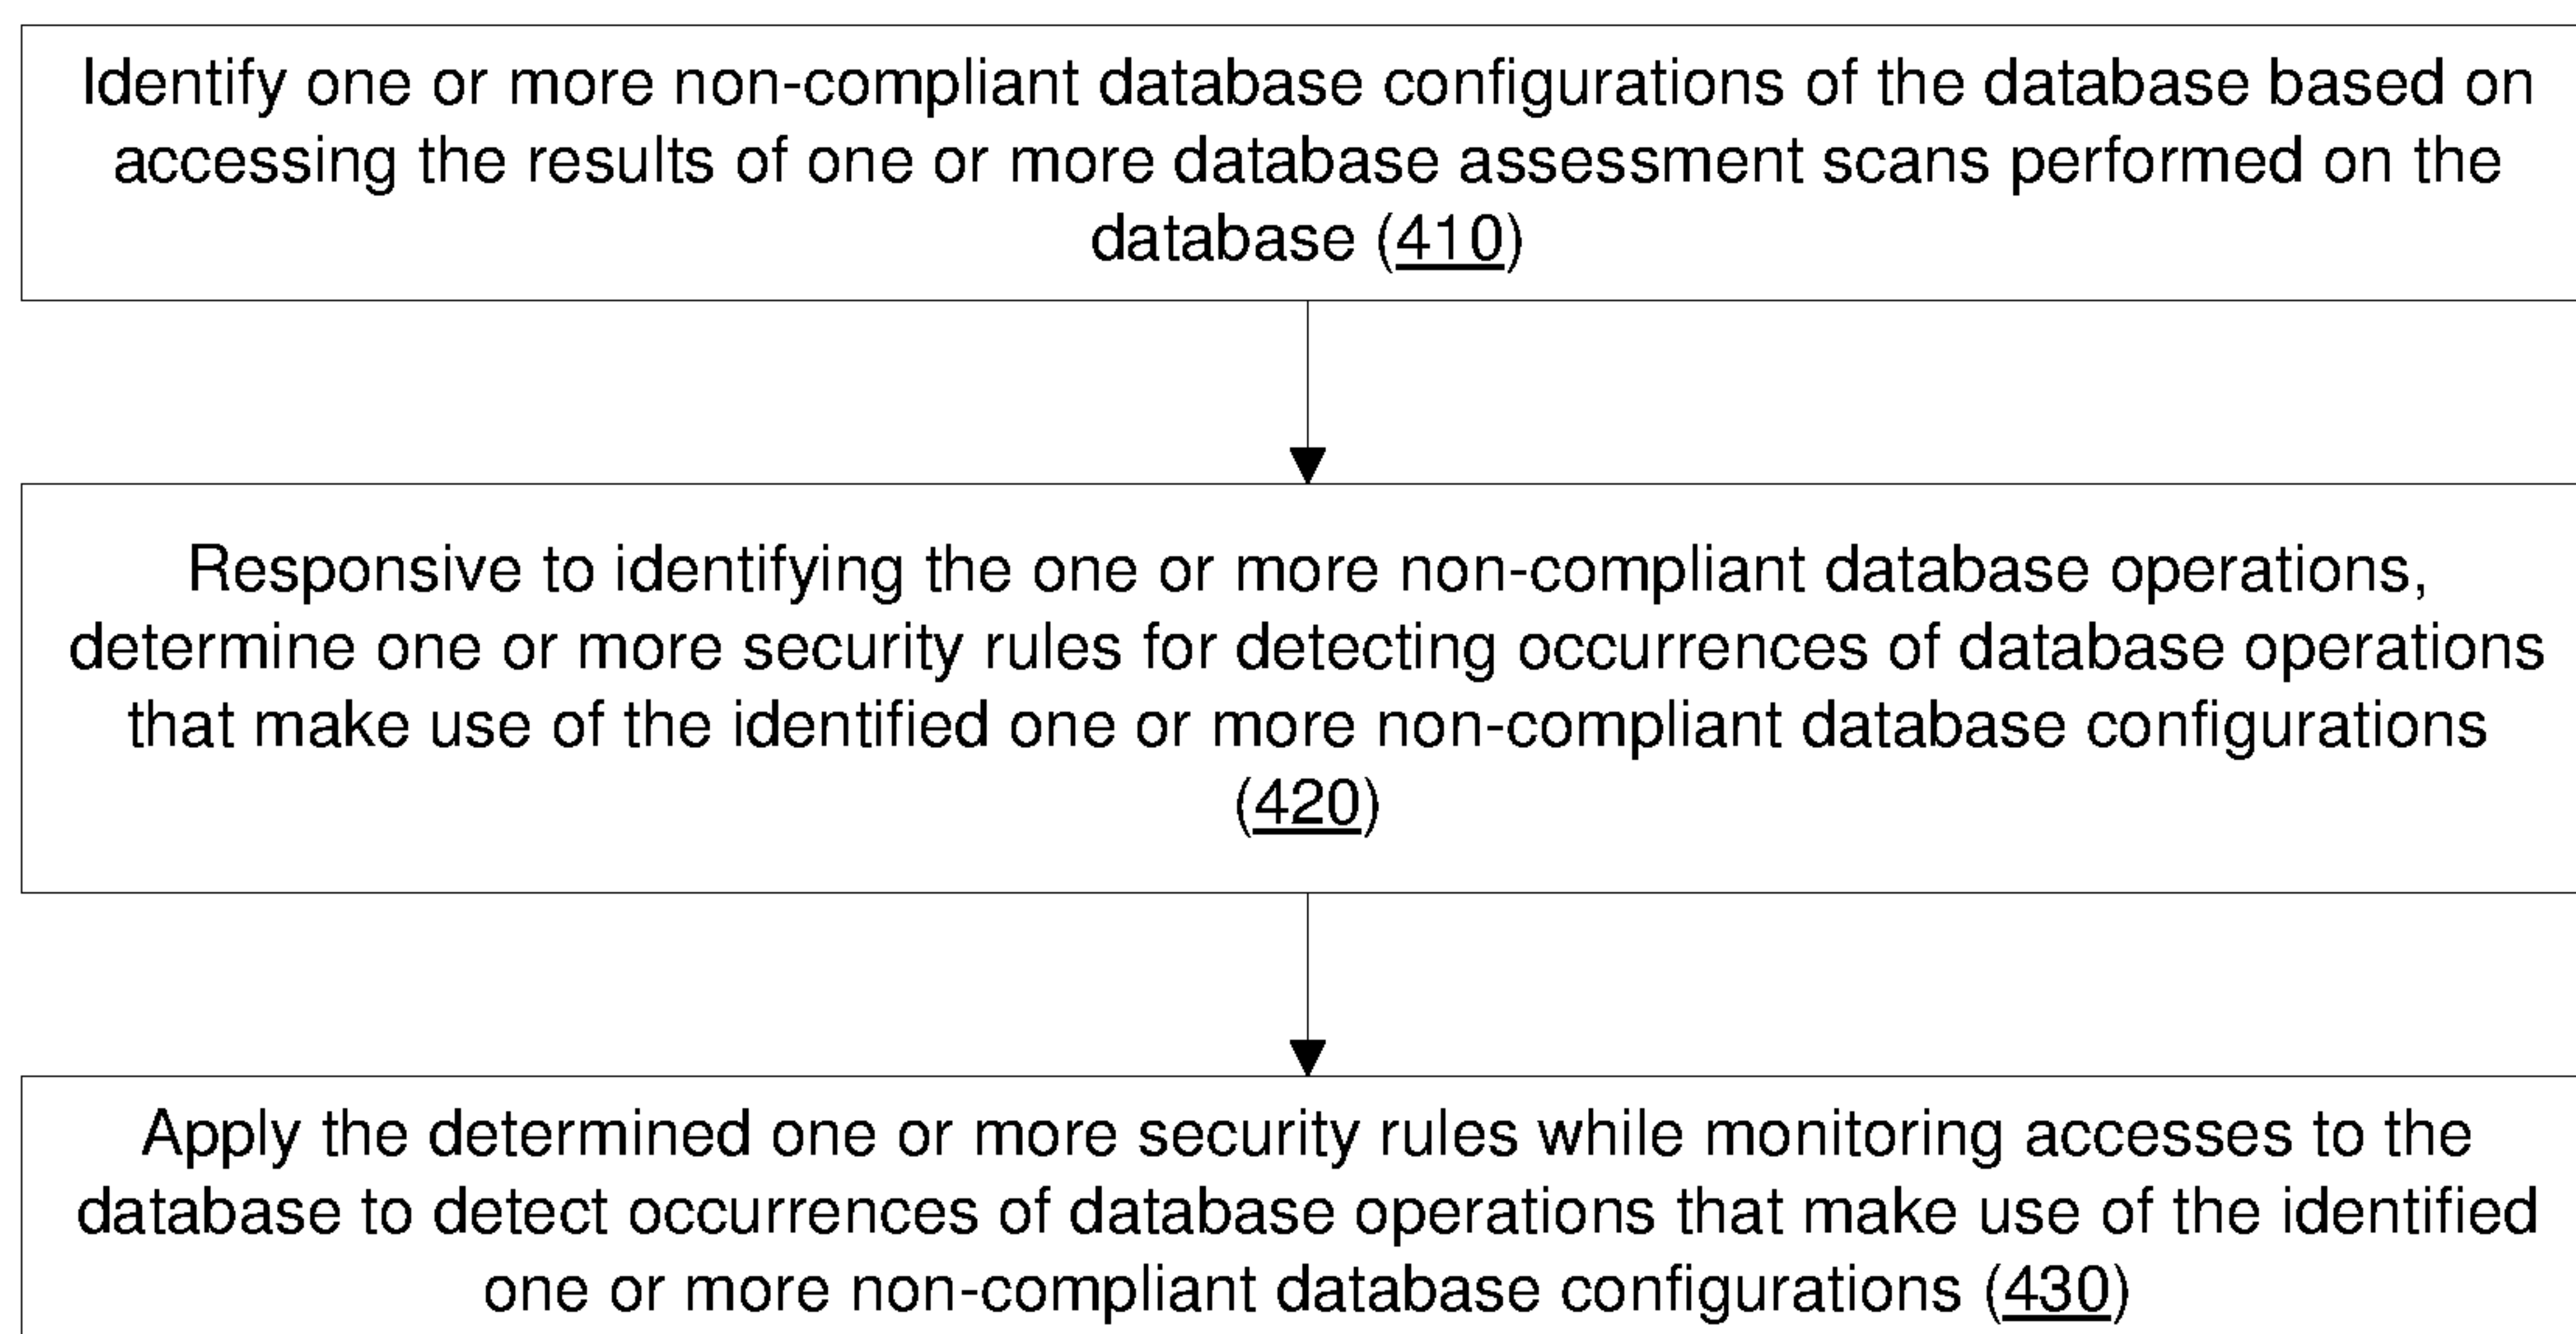 Identify one or more non-compliant database configurations of the database based on
accessing the results of one or more database assessment scans performed on the
database (410)
Responsive to identifying the one or more non-compliant database operations,
determine one or more security rules for detecting occurrences of database operations
that make use of the identified one or more non-compliant database configurations
(420)
Apply the determined one or more security rules while monitoring accesses to the
database to detect occurrences of database operations that make use of the identified
one or more non-compliant database configurations (430)